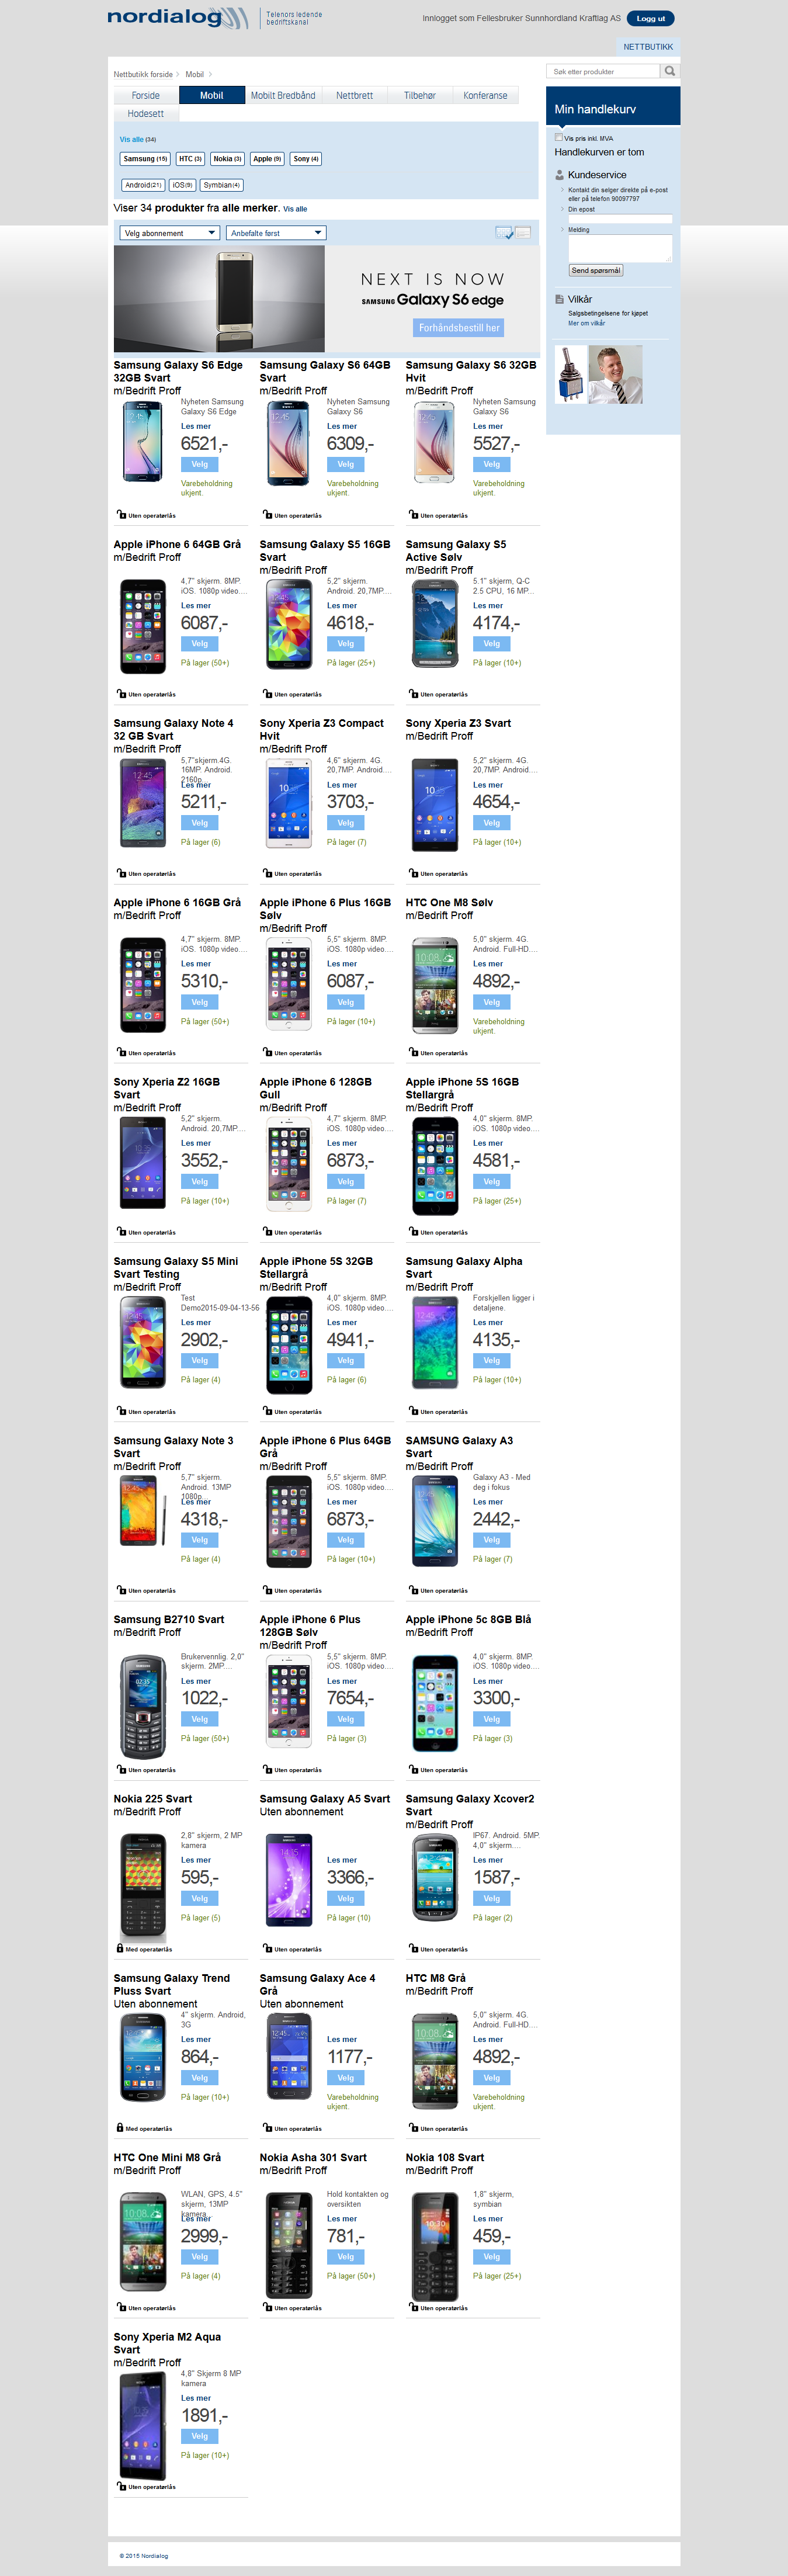 nordialog
Telenors ledende
bedriftskanal
Innlogget som Fellesbruker Sunnhordland Kraftlag AS
Logg ut
NETTBUTIKK
Nettbutikk forside
Mobil
Forside
Mobil
Mobilt Bredbånd
Nettbrett
Tilbehør
Konferanse
Hodesett
Vis alle (34)
Samsung (15)
HTC (3)
Nokia (3)
Apple (9)
Sony (4)
Android(21)
iOS(9)
Symbian(4)
Viser 34 produkter fra alle merker. Vis alle
Velg abonnement
Anbefalte først
NEXT IS NOW
SAMSUNG Galaxy S6 edge
Forhåndsbestill her
Søk etter produkter
Min handlekurv
Vis pris inkl. MVA
Handlekurven er tom
Kundeservice
Kontakt din selger direkte på e-post
eller på telefon 90097797
Din epost
Melding
Send spørsmål
Vilkår
Salgsbetingelsene for kjøpet
Mer om vilkår
Samsung Galaxy S6 Edge
32GB Svart
m/Bedrift Proff
Nyheten Samsung
Galaxy S6 Edge
Les mer
6521,-
Velg
Varebeholdning
ukjent.
Uten operatørlås
Samsung Galaxy S6 64GB
Svart
m/Bedrift Proff
Nyheten Samsung
Galaxy S6
Les mer
6309,-
Velg
Varebeholdning
ukjent.
Uten operatørlås
Samsung Galaxy S6 32GB
Hvit
m/Bedrift Proff
Nyheten Samsung
Galaxy S6
Les mer
5527,-
Velg
Varebeholdning
ukjent.
Uten operatørlås
Apple iPhone 6 64GB Grå
m/Bedrift Proff
4,7" skjerm. 8MP.
iOS. 1080p video....
Les mer
6087,-
Velg
På lager (50+)
Uten operatørlås
Samsung Galaxy S5 16GB
Svart
m/Bedrift Proff
5,2" skjerm.
Android. 20,7MP....
Les mer
4618,-
Velg
På lager (25+)
Uten operatørlås
Samsung Galaxy S5
Active Sølv
m/Bedrift Proff
5.1" skjerm, Q-C
2.5 CPU, 16 MP...
Les mer
4174,-
Velg
På lager (10+)
Uten operatørlås
Samsung Galaxy Note 4
32 GB Svart
m/Bedrift Proff
5,7"skjerm.4G.
16MP. Android.
2160p...
Les mer
5211,-
Velg
På lager (6)
Uten operatørlås
Sony Xperia Z3 Compact
Hvit
m/Bedrift Proff
4,6" skjerm. 4G.
20,7MP. Android....
Les mer
3703,-
Velg
På lager (7)
Uten operatørlås
Sony Xperia Z3 Svart
m/Bedrift Proff
5,2" skjerm. 4G.
20,7MP. Android....
Les mer
4654,-
Velg
På lager (10+)
Uten operatørlås
Apple iPhone 6 16GB Grå
m/Bedrift Proff
4,7" skjerm. 8MP.
iOS. 1080p video....
Les mer
5310,-
Velg
På lager (50+)
Uten operatørlås
Apple iPhone 6 Plus 16GB
Sølv
m/Bedrift Proff
5,5" skjerm. 8MP.
iOS. 1080p video....
Les mer
6087,-
Velg
På lager (10+)
Uten operatørlås
HTC One M8 Sølv
m/Bedrift Proff
5,0" skjerm. 4G.
Android. Full-HD....
Les mer
4892,-
Velg
Varebeholdning
ukjent.
Uten operatørlås
Sony Xperia Z2 16GB
Svart
m/Bedrift Proff
5,2" skjerm.
Android. 20,7MP....
Les mer
3552,-
Velg
På lager (10+)
Uten operatørlås
Apple iPhone 6 128GB
Gull
m/Bedrift Proff
4,7" skjerm. 8MP.
iOS. 1080p video....
Les mer
6873,-
Velg
På lager (7)
Uten operatørlås
Apple iPhone 5S 16GB
Stellargrå
m/Bedrift Proff
4,0" skjerm. 8MP.
iOS. 1080p video....
Les mer
4581,-
Velg
På lager (25+)
Uten operatørlås
Samsung Galaxy S5 Mini
Svart Testing
m/Bedrift Proff
Test
Demo2015-09-04-13-56
Les mer
2902,-
Velg
På lager (4)
Uten operatørlås
Apple iPhone 5S 32GB
Stellargrå
m/Bedrift Proff
4,0" skjerm. 8MP.
iOS. 1080p video....
Les mer
4941,-
Velg
På lager (6)
Uten operatørlås
Samsung Galaxy Alpha
Svart
m/Bedrift Proff
Forskjellen ligger i
detaljene.
Les mer
4135,-
Velg
På lager (10+)
Uten operatørlås
Samsung Galaxy Note 3
Svart
m/Bedrift Proff
5,7" skjerm.
Android. 13MP
1080p...
Les mer
4318,-
Velg
På lager (4)
Uten operatørlås
Apple iPhone 6 Plus 64GB
Grå
m/Bedrift Proff
5,5" skjerm. 8MP.
iOS. 1080p video....
Les mer
6873,-
Velg
På lager (10+)
Uten operatørlås
SAMSUNG Galaxy A3
Svart
m/Bedrift Proff
Galaxy A3 - Med
deg i fokus
Les mer
2442,-
Velg
På lager (7)
Uten operatørlås
Samsung B2710 Svart
m/Bedrift Proff
Brukervennlig. 2,0"
skjerm. 2MP....
Les mer
1022,-
Velg
På lager (50+)
Uten operatørlås
Apple iPhone 6 Plus
128GB Sølv
m/Bedrift Proff
5,5" skjerm. 8MP.
iOS. 1080p video....
Les mer
7654,-
Velg
På lager (3)
Uten operatørlås
Apple iPhone 5c 8GB Blå
m/Bedrift Proff
4,0" skjerm. 8MP.
iOS. 1080p video....
Les mer
3300,-
Velg
På lager (3)
Uten operatørlås
Nokia 225 Svart
m/Bedrift Proff
2,8" skjerm, 2 MP
kamera
Les mer
595,-
Velg
På lager (5)
Med operatørlås
Samsung Galaxy A5 Svart
Uten abonnement
Les mer
3366,-
Velg
På lager (10)
Uten operatørlås
Samsung Galaxy Xcover2
Svart
m/Bedrift Proff
IP67. Android. 5MP.
4,0" skjerm....
Les mer
1587,-
Velg
På lager (2)
Uten operatørlås
Samsung Galaxy Trend
Pluss Svart
Uten abonnement
4" skjerm. Android,
3G
Les mer
864,-
Velg
På lager (10+)
Med operatørlås
Samsung Galaxy Ace 4
Grå
Uten abonnement
Les mer
1177,-
Velg
Varebeholdning
ukjent.
Uten operatørlås
HTC M8 Grå
m/Bedrift Proff
5,0" skjerm. 4G.
Android. Full-HD....
Les mer
4892,-
Velg
Varebeholdning
ukjent.
Uten operatørlås
HTC One Mini M8 Grå
m/Bedrift Proff
WLAN, GPS, 4.5"
skjerm, 13MP
kamera
Les mer
2999,-
Velg
På lager (4)
Uten operatørlås
Nokia Asha 301 Svart
m/Bedrift Proff
Hold kontakten og
oversikten
Les mer
781,-
Velg
På lager (50+)
Uten operatørlås
Nokia 108 Svart
m/Bedrift Proff
1,8" skjerm,
symbian
Les mer
459,-
Velg
På lager (25+)
Uten operatørlås
Sony Xperia M2 Aqua
Svart
m/Bedrift Proff
4,8" Skjerm 8 MP
kamera
Les mer
1891,-
Velg
På lager (10+)
Uten operatørlås
© 2015 Nordialog